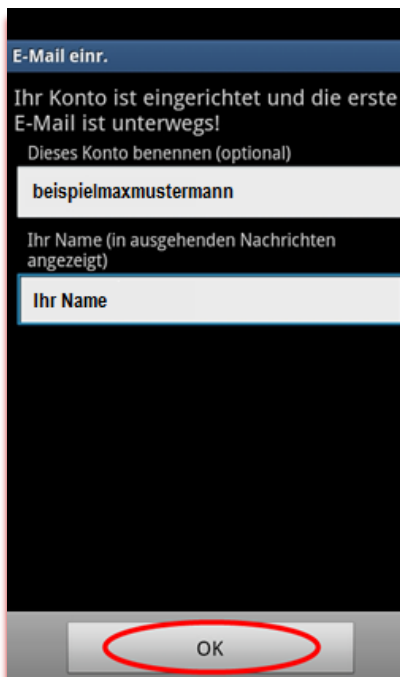 E-Mail einr.
Ihr Konto ist eingerichtet und die erste
E-Mail ist unterwegs!
Dieses Konto benennen (optional)
beispielmaxmustermann
Ihr Name (in ausgehenden Nachrichten
angezeigt)
Ihr Name
OK